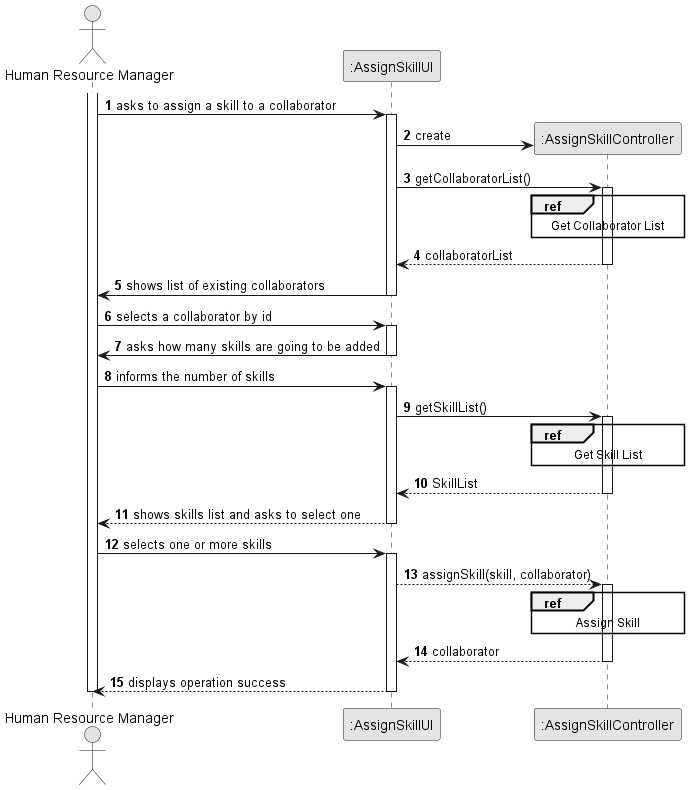 Human Resource Manager
:AssignSkillUI
1 asks to assign a skill to a collaborator
2 create
:AssignSkillController
3 getCollaboratorList()
ref
Get Collaborator List
4 collaboratorList
5 shows list of existing collaborators
6 selects a collaborator by id
7 asks how many skills are going to be added
8 informs the number of skills
9 getSkillList()
ref
Get Skill List
10 SkillList
11 shows skills list and asks to select one
12 selects one or more skills
13 assignSkill(skill, collaborator)
ref
Assign Skill
14 collaborator
15 displays operation success
Human Resource Manager
:AssignSkillUI
:AssignSkillController